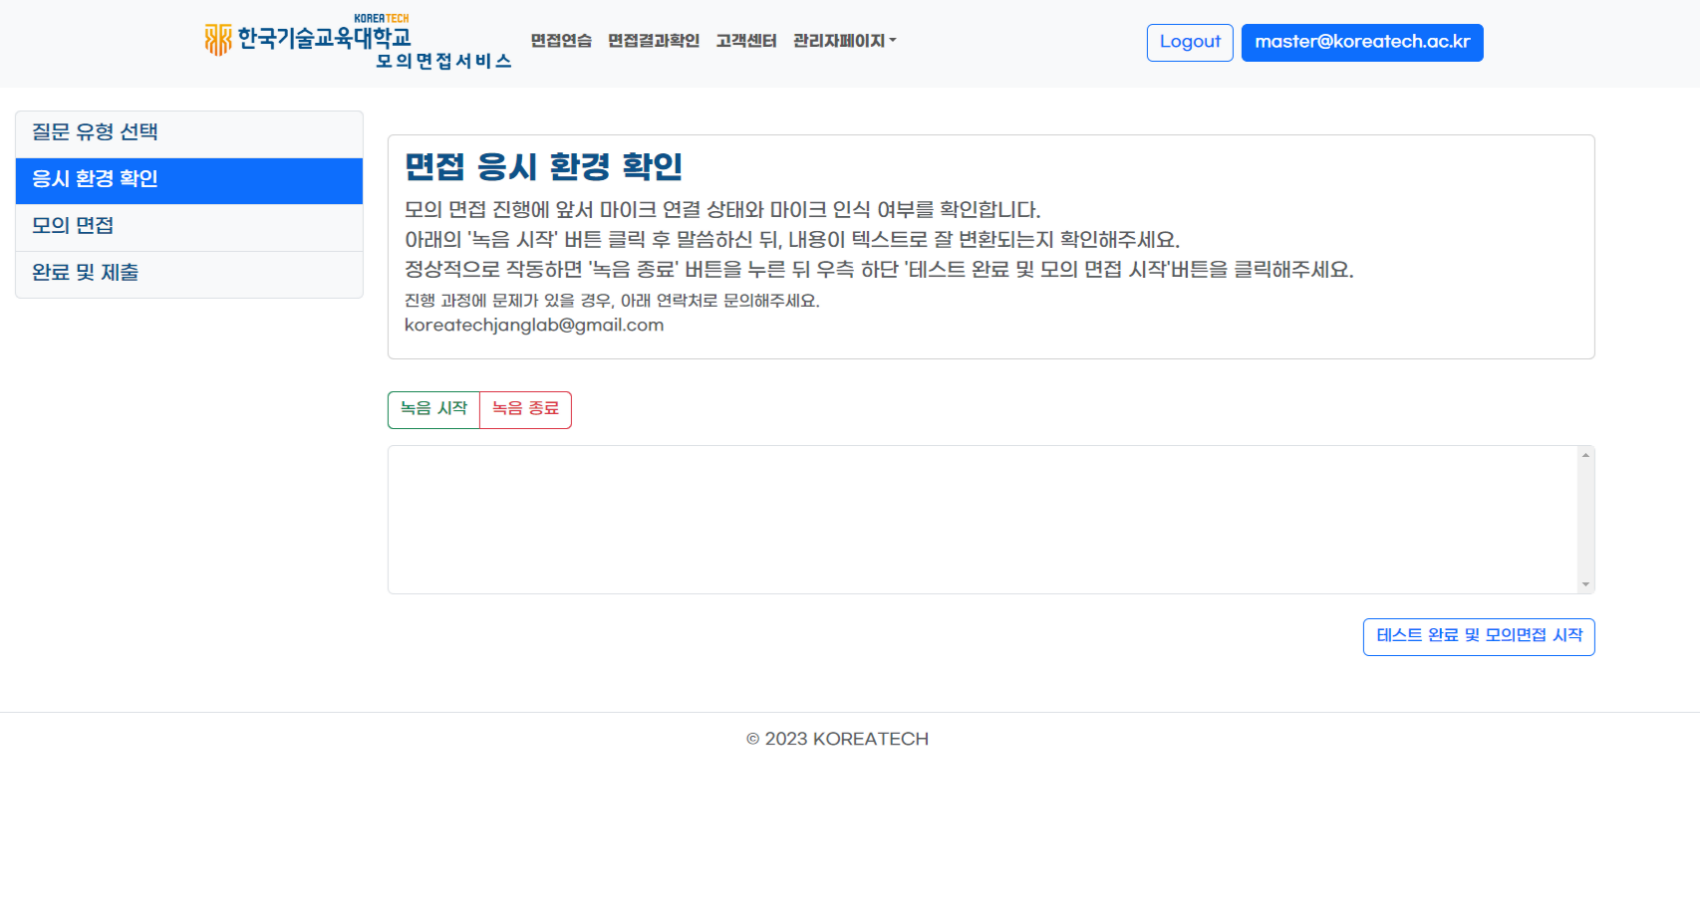 KOREATECH
한국기술교육대학교
모의면접서비스
면접연습 면접결과확인 고객센터 관리자페이지
Logout master@koreatech.ac.kr
질문 유형 선택
응시 환경 확인
모의 면접
완료 및 제출
면접 응시 환경 확인
모의 면접 진행에 앞서 마이크 연결 상태와 마이크 인식 여부를 확인합니다.
아래의 '녹음 시작' 버튼 클릭 후 말씀하신 뒤, 내용이 텍스트로 잘 변환되는지 확인해주세요.
정상적으로 작동하면 '녹음 종료' 버튼을 누른 뒤 우측 하단 '테스트 완료 및 모의 면접 시작'버튼을 클릭해주세요.
진행 과정에 문제가 있을 경우, 아래 연락처로 문의해주세요.
koreatechjanglab@gmail.com
녹음 시작 녹음 종료
테스트 완료 및 모의면접 시작
© 2023 KOREATECH